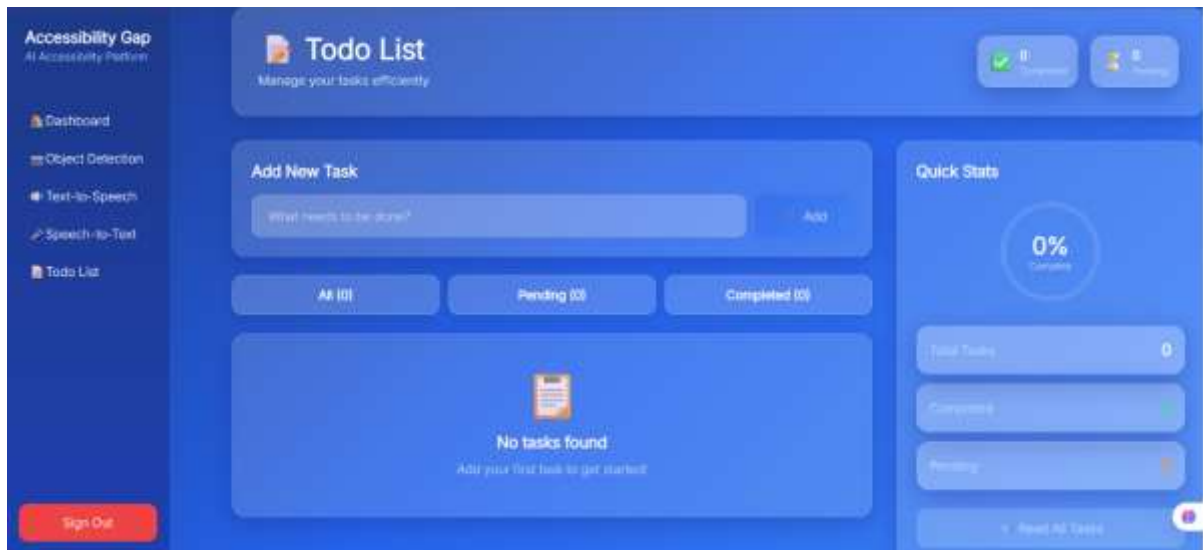 Accessibility Gap
AI Accessibility Platform
Dashboard
Object Detection
Text-to-Speech
Speech-to-Text
Todo List
Sign Out
Todo List
Manage your tasks efficiently
0
Completed
0
Pending
Add New Task
What needs to be done?
Add
All (0)
Pending (0)
Completed (0)
No tasks found
Add your first task to get started!
Quick Stats
0%
Complete
Total Tasks
0
Completed
Pending
Read All Tasks